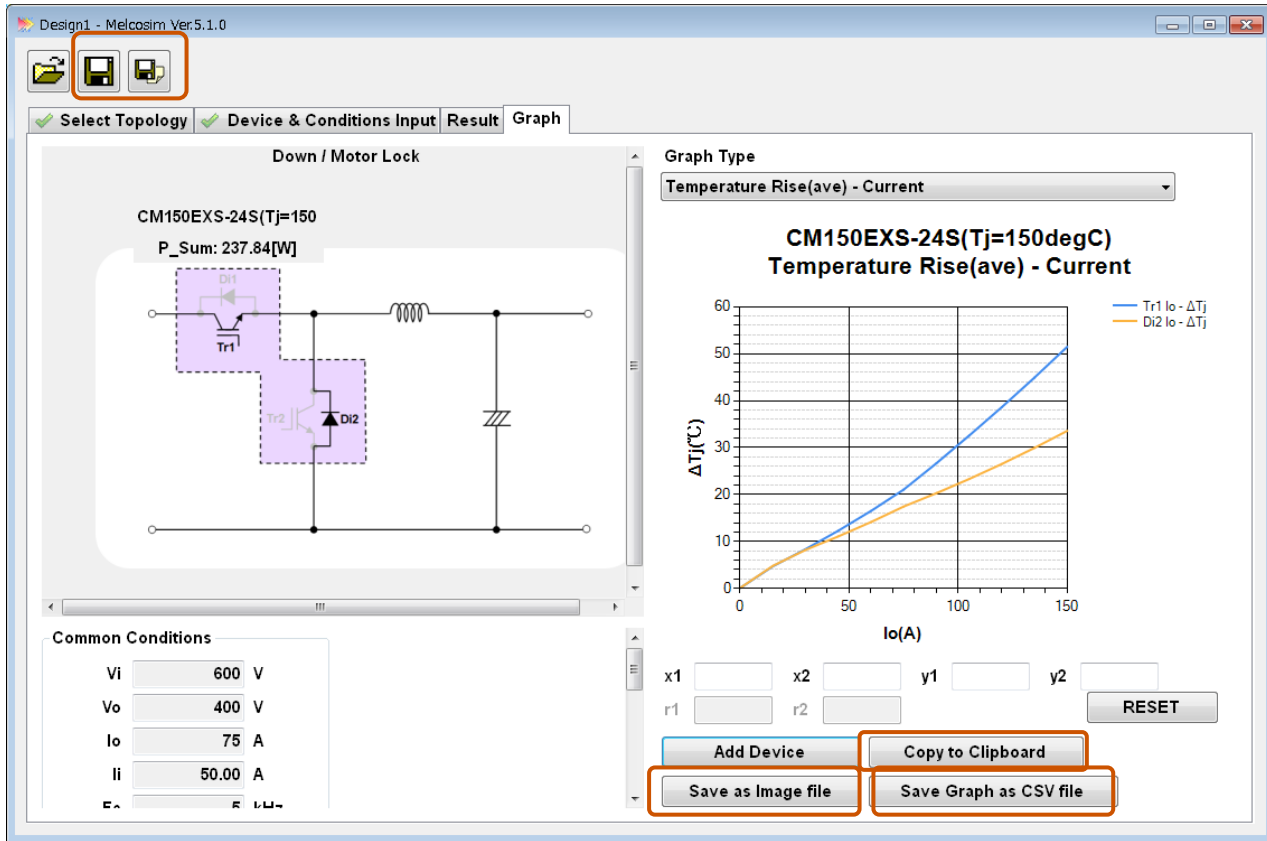 Design1 - Melcosim Ver.5.1.0
Select Topology
Device & Conditions Input
Result
Graph
Down / Motor Lock
CM150EXS-24S(Tj=150
P_Sum: 237.84[W]
Di1
Tr1
Tr2
Di2
Common Conditions
Vi 600 V
Vo 400 V
Io 75 A
Ii 50.00 A
Graph Type
Temperature Rise(ave) - Current
CM150EXS-24S(Tj=150degC)
Temperature Rise(ave) - Current
60
50
40
30
20
10
0
ΔTj(℃)
0 50 100 150
Io(A)
Tr1 Io - ΔTj
Di2 Io - ΔTj
x1 x2 y1 y2
r1 r2 RESET
Add Device Copy to Clipboard
Save as Image file Save Graph as CSV file